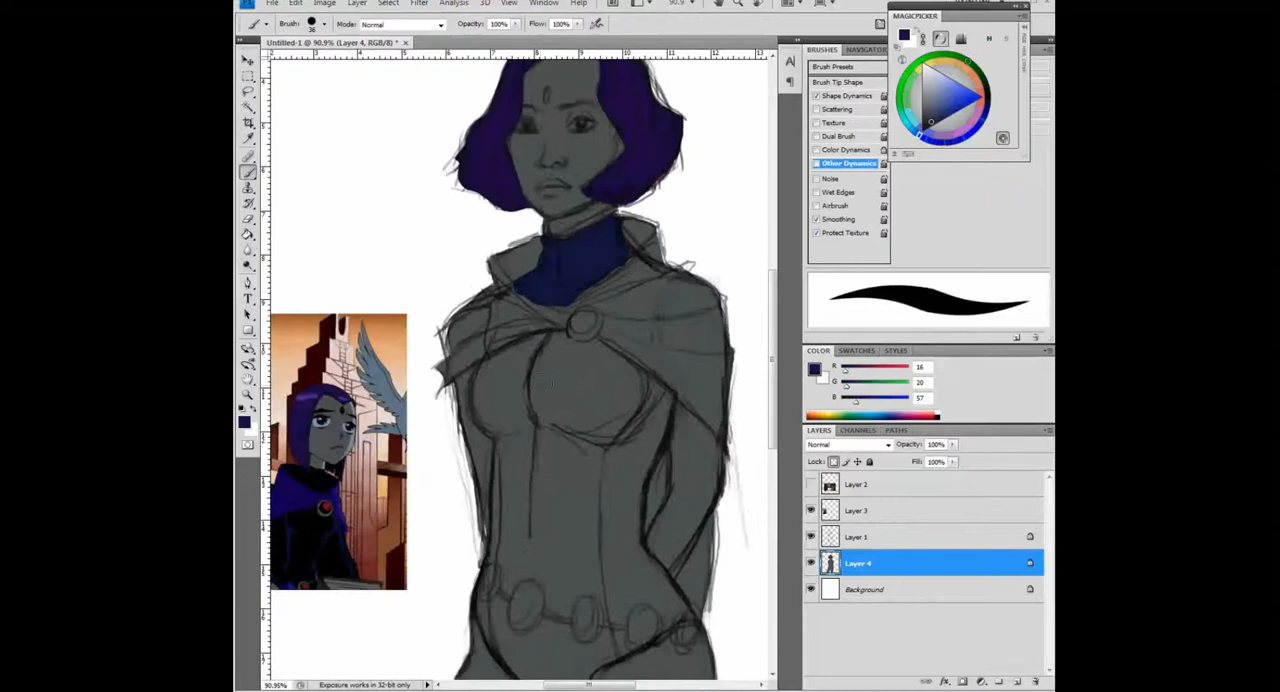 File Edit Image Layer Select Filter Analysis 3D View Window Help
Brush: 36 Mode: Normal Opacity: 100% Flow: 100%
Untitled-1 @ 90.9% (Layer 4, RGB/8) *
MAGICPICKER
H S
BRUSHES NAVIGATOR
Brush Presets
Brush Tip Shape
Shape Dynamics
Scattering
Texture
Dual Brush
Color Dynamics
Other Dynamics
Noise
Wet Edges
Airbrush
Smoothing
Protect Texture
COLOR SWATCHES STYLES
R 16
G 20
B 57
LAYERS CHANNELS PATHS
Normal Opacity: 100%
Lock: Fill: 100%
Layer 2
Layer 3
Layer 1
Layer 4
Background
90.95% Exposure works in 32-bit only